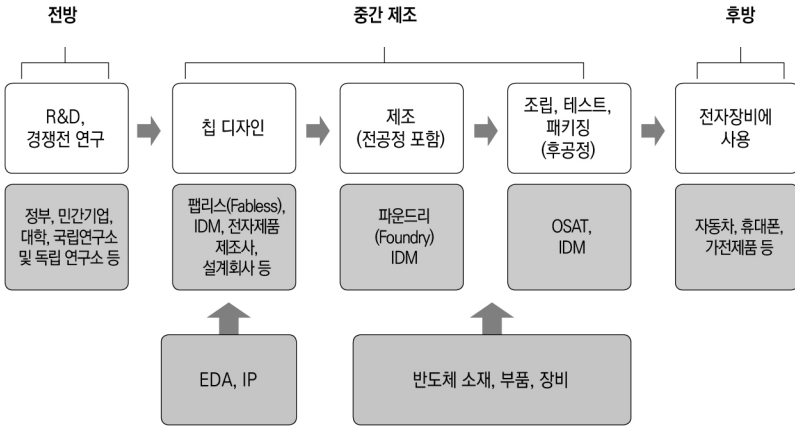 전방
중간 제조
후방
R&D,
경쟁전 연구
칩 디자인
제조
(전공정 포함)
조립, 테스트,
패키징
(후공정)
전자장비에
사용
정부, 민간기업,
대학, 국립연구소
및 독립 연구소 등
팹리스(Fabless),
IDM, 전자제품
제조사,
설계회사 등
파운드리
(Foundry)
IDM
OSAT,
IDM
자동차, 휴대폰,
가전제품 등
EDA, IP
반도체 소재, 부품, 장비